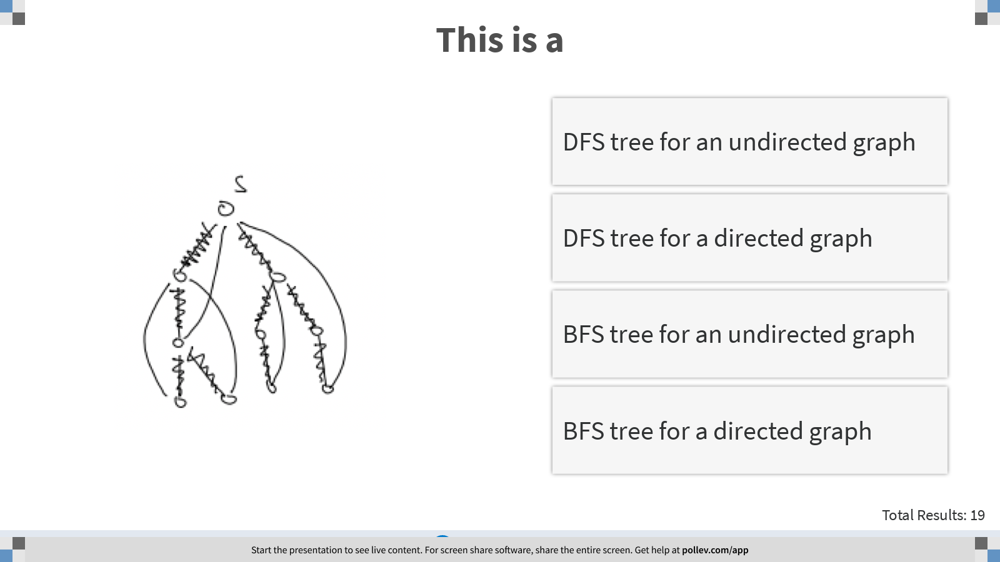 This is a
S
DFS tree for an undirected graph
DFS tree for a directed graph
BFS tree for an undirected graph
BFS tree for a directed graph
Total Results: 19
Start the presentation to see live content. For screen share software, share the entire screen. Get help at pollev.com/app